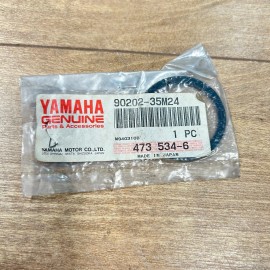 YAMAHA
GENUINE
Parts & Accessories
90202-35M24
1 PC
473 534-6
MADE IN JAPAN
YAMAHA MOTOR CO., LTD.